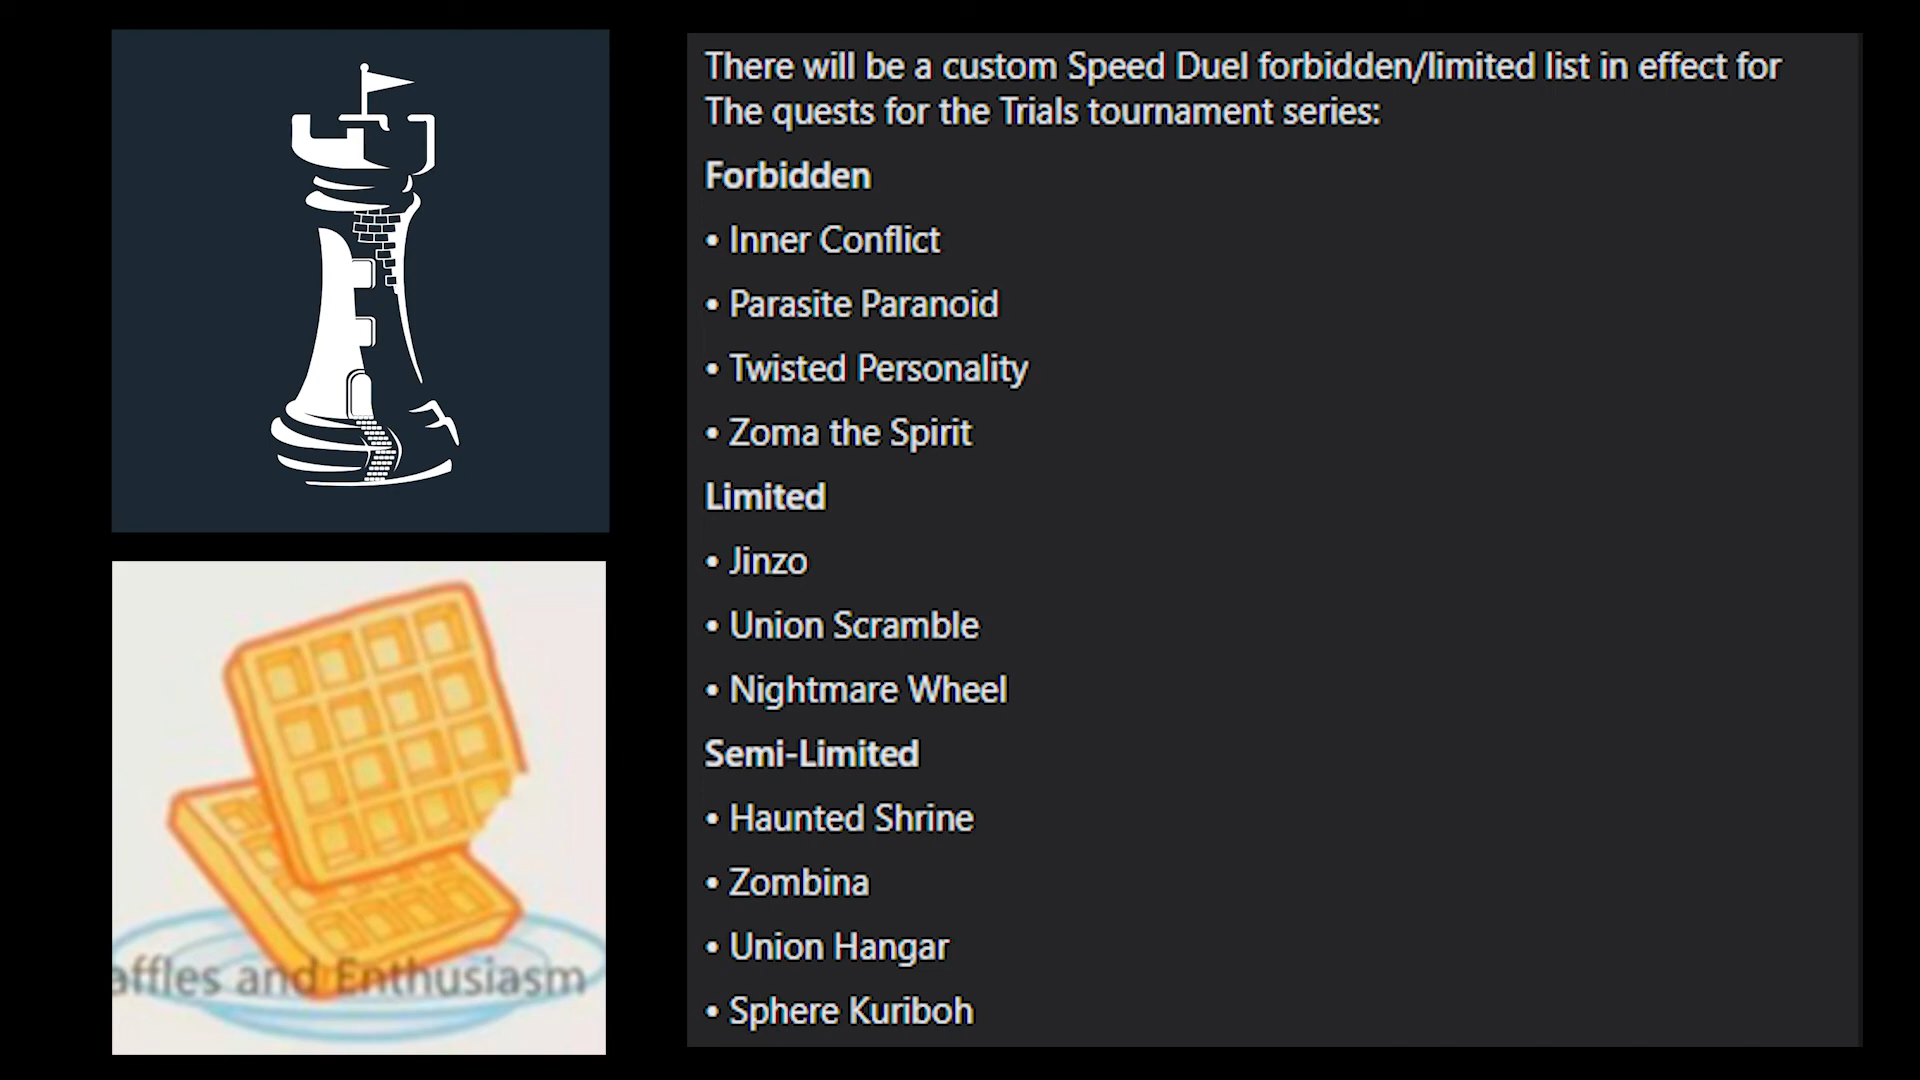 There will be a custom Speed Duel forbidden/limited list in effect for
The quests for the Trials tournament series:
Forbidden
• Inner Conflict
• Parasite Paranoid
• Twisted Personality
• Zoma the Spirit
Limited
• Jinzo
• Union Scramble
• Nightmare Wheel
Semi-Limited
• Haunted Shrine
• Zombina
• Union Hangar
• Sphere Kuriboh
affles and Enthusiasm